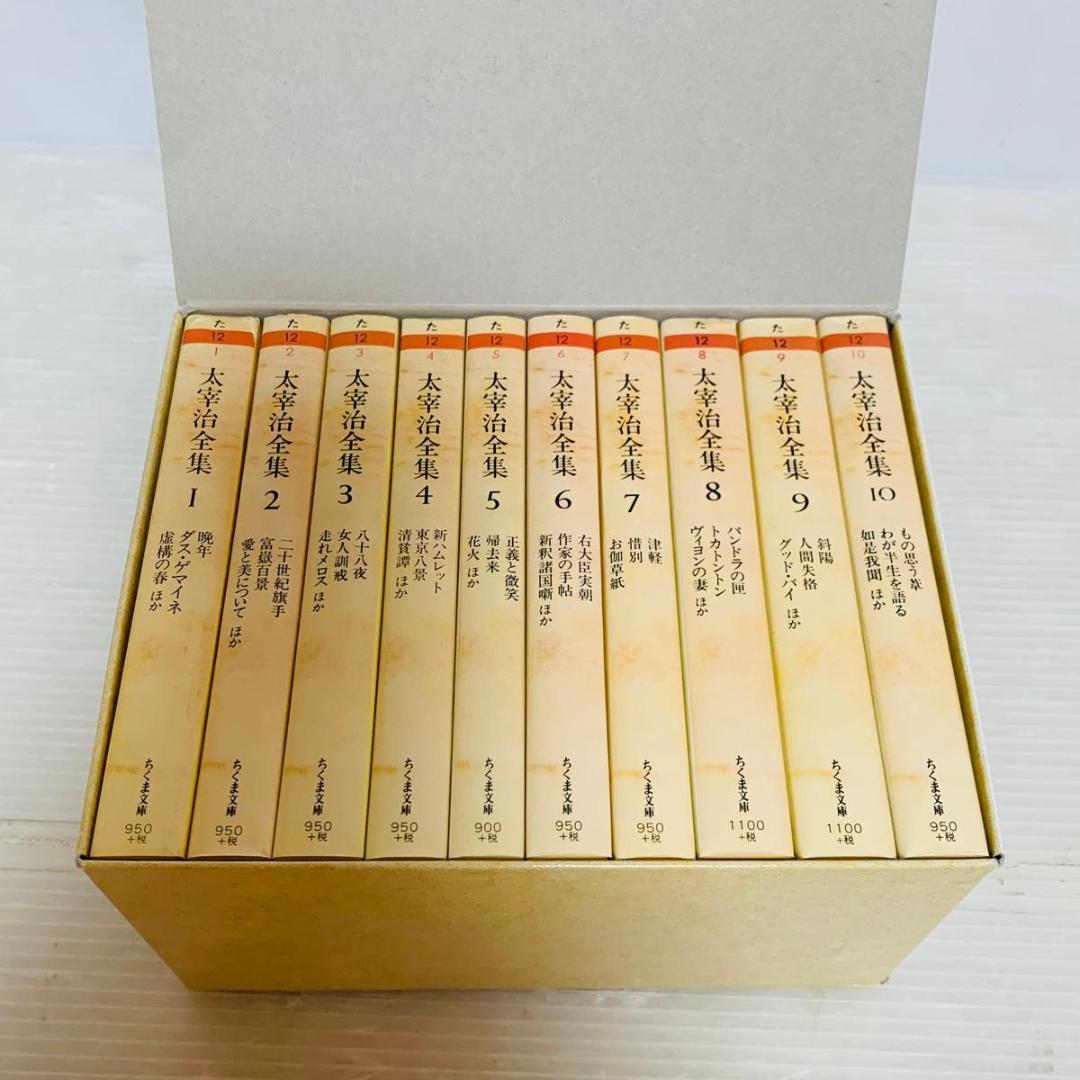 た
12
1
太宰治全集 1
晩年
ダス・ゲマイネ
虚構の春 ほか
ちくま文庫
950
+税
た
12
2
太宰治全集 2
二十世紀旗手
富嶽百景
愛と美について ほか
ちくま文庫
950
+税
た
12
3
太宰治全集 3
八十八夜
女人訓戒
走れメロス ほか
ちくま文庫
950
+税
た
12
4
太宰治全集 4
新ハムレット
東京八景
清貧譚 ほか
ちくま文庫
950
+税
た
12
5
太宰治全集 5
正義と微笑
帰去来
花火 ほか
ちくま文庫
900
+税
た
12
6
太宰治全集 6
右大臣実朝
作家の手帖
新釈諸国噺 ほか
ちくま文庫
950
+税
た
12
7
太宰治全集 7
津軽
惜別
お伽草紙
ちくま文庫
950
+税
た
12
8
太宰治全集 8
パンドラの匣
トカトントン
ヴィヨンの妻 ほか
ちくま文庫
1100
+税
た
12
9
太宰治全集 9
斜陽
人間失格
グッド・バイ ほか
ちくま文庫
1100
+税
た
12
10
太宰治全集 10
もの思う葦
わが半生を語る
如是我聞 ほか
ちくま文庫
950
+税